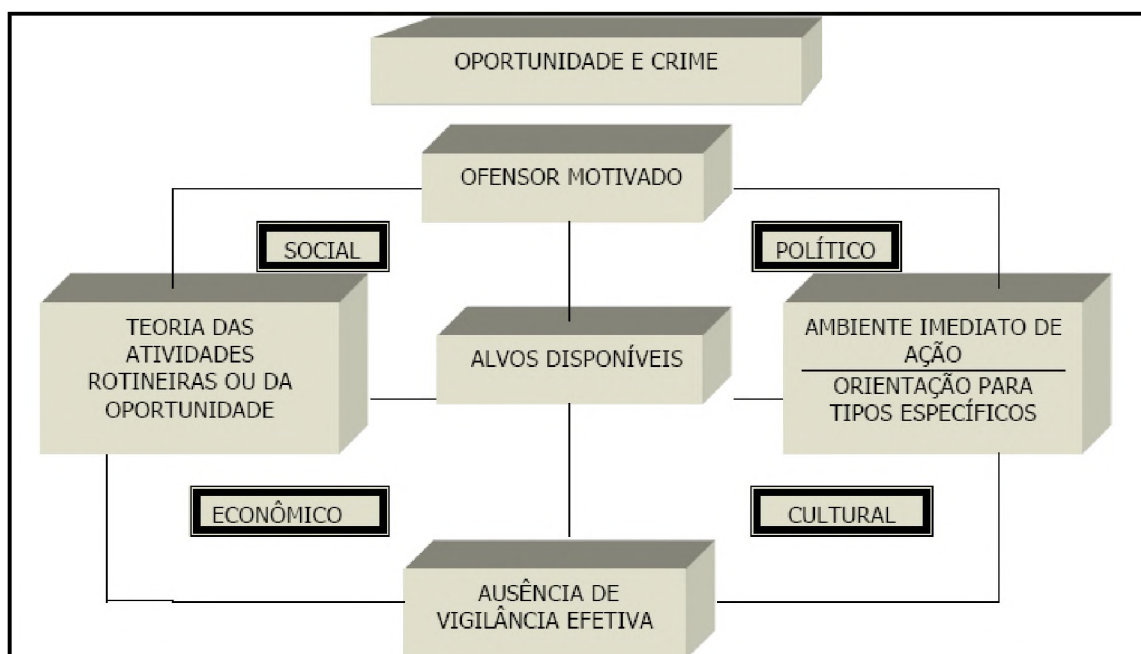 OPORTUNIDADE E CRIME
OFENSOR MOTIVADO
SOCIAL
POLÍTICO
TEORIA DAS
ATIVIDADES
ROTINEIRAS OU DA
OPORTUNIDADE
ALVOS DISPONÍVEIS
AMBIENTE IMEDIATO DE
AÇÃO
ORIENTAÇÃO PARA
TIPOS ESPECÍFICOS
ECONÔMICO
CULTURAL
AUSÊNCIA DE
VIGILÂNCIA EFETIVA